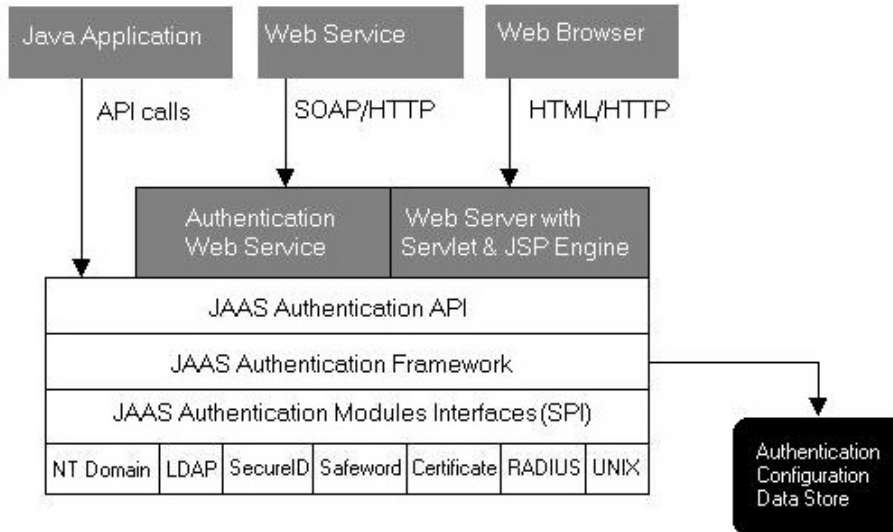 Java Application
Web Service
Web Browser
API calls
SOAP/HTTP
HTML/HTTP
Authentication
Web Service
Web Server with
Servlet & JSP Engine
JAAS Authentication API
JAAS Authentication Framework
JAAS Authentication Modules Interfaces (SPI)
NT Domain
LDAP
SecureID
Safeword
Certificate
RADIUS
UNIX
Authentication
Configuration
Data Store